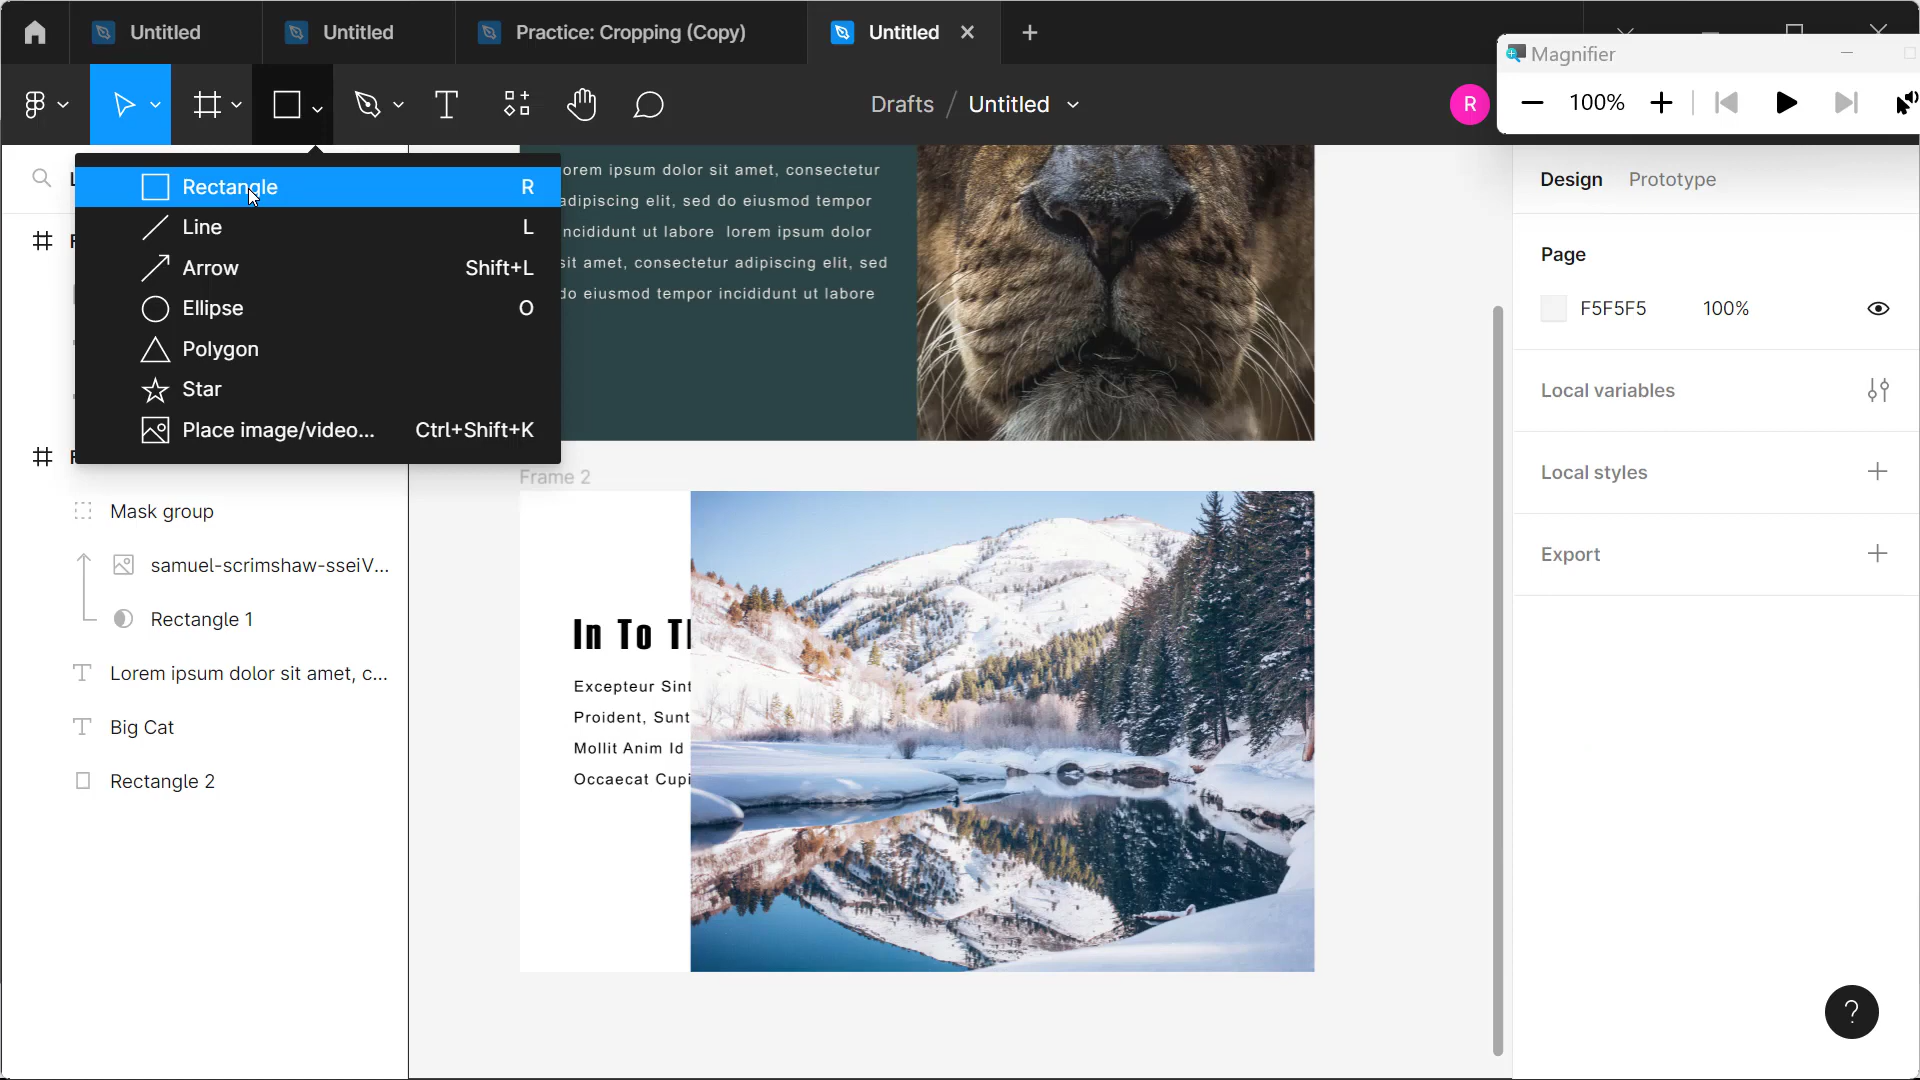 Untitled
Untitled
Practice: Cropping (Copy)
Untitled
Magnifier
Drafts / Untitled
R
100%
Rectangle R
Line L
Arrow Shift+L
Ellipse O
Polygon
Star
Place image/video... Ctrl+Shift+K
orem ipsum dolor sit amet, consectetur
adipiscing elit, sed do eiusmod tempor
ncididunt ut labore lorem ipsum dolor
sit amet, consectetur adipiscing elit, sed
do eiusmod tempor incididunt ut labore
Design Prototype
Page
F5F5F5 100%
Local variables
Local styles
Export
Frame 2
Mask group
samuel-scrimshaw-sseiV...
Rectangle 1
Lorem ipsum dolor sit amet, c...
Big Cat
Rectangle 2
In To T
Excepteur Sint
Proident, Sunt
Mollit Anim Id
Occaecat Cupi
?